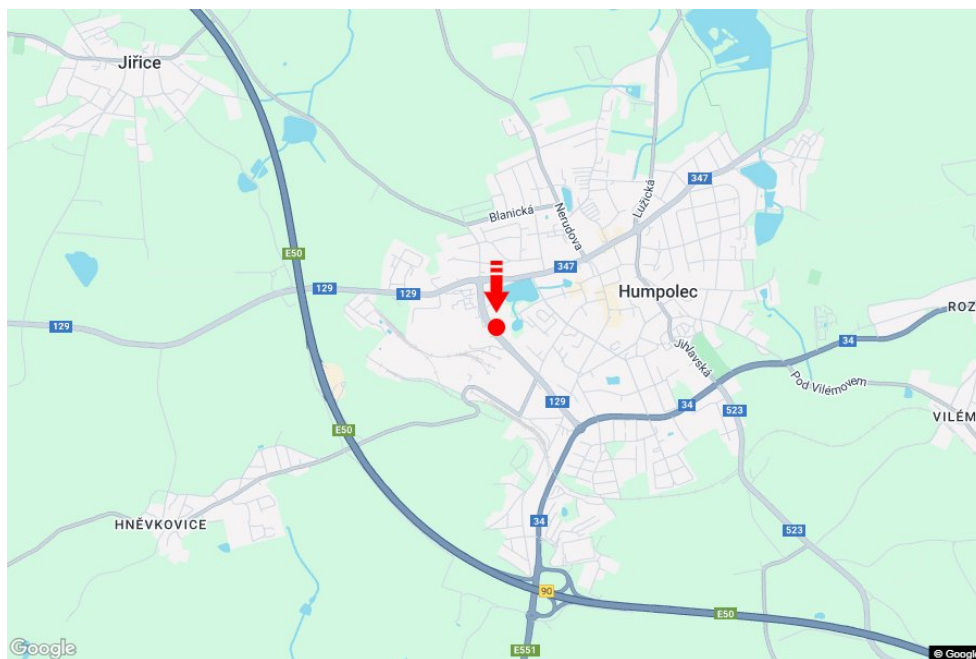 Jiřice
347
Lužická
Nerudova
Blanická
E50
347
129
129
Humpolec
129
ROZ
34
Jihlavská
Pod Vilémovem
129
34
523
VILÉM
E50
HNĚVKOVICE
34
523
90
E50
E551
Google
© Google